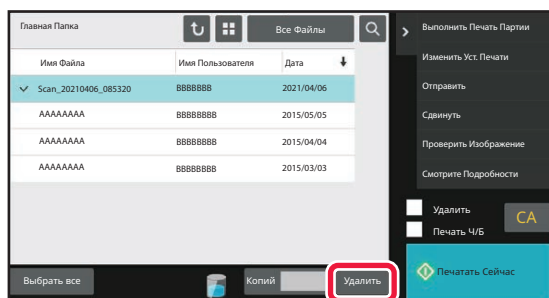 Главная Папка
Все Файлы
Имя Файла Имя Пользователя Дата
Scan_20210406_085320 BBBBBBB 2021/04/06
AAAAAAAA BBBBBBBB 2015/05/05
AAAAAAAA BBBBBBBB 2015/04/04
AAAAAAAA BBBBBBBB 2015/03/03
Выбрать все
Копий
Удалить
Выполнить Печать Партии
Изменить Уст. Печати
Отправить
Сдвинуть
Проверить Изображение
Смотрите Подробности
Удалить
Печать Ч/Б
CA
Печатать Сейчас